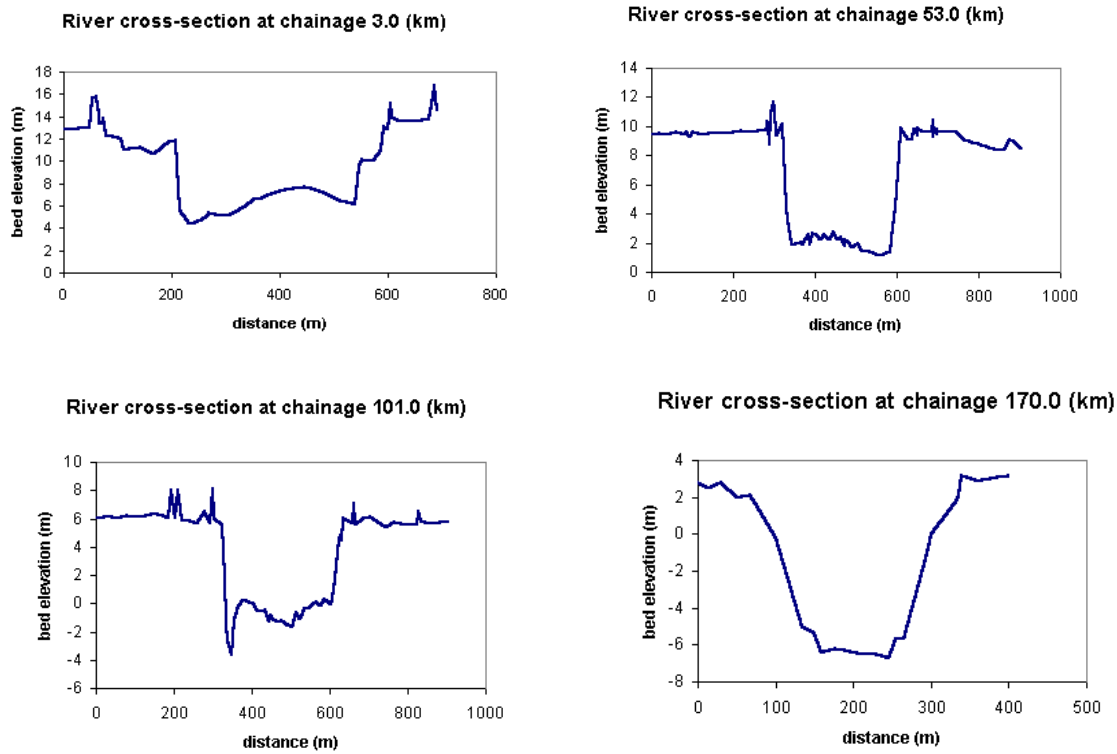 River cross-section at chainage 3.0 (km)
18
16
14
12
10
8
6
4
2
0
bed elevation (m)
0 200 400 600 800
distance (m)
River cross-section at chainage 53.0 (km)
14
12
10
8
6
4
2
0
bed elevation (m)
0 200 400 600 800 1000
distance (m)
River cross-section at chainage 101.0 (km)
10
8
6
4
2
0
-2
-4
-6
bed elevation (m)
0 200 400 600 800 1000
distance (m)
River cross-section at chainage 170.0 (km)
4
2
0
-2
-4
-6
-8
bed elevation (m)
0 100 200 300 400 500
distance (m)